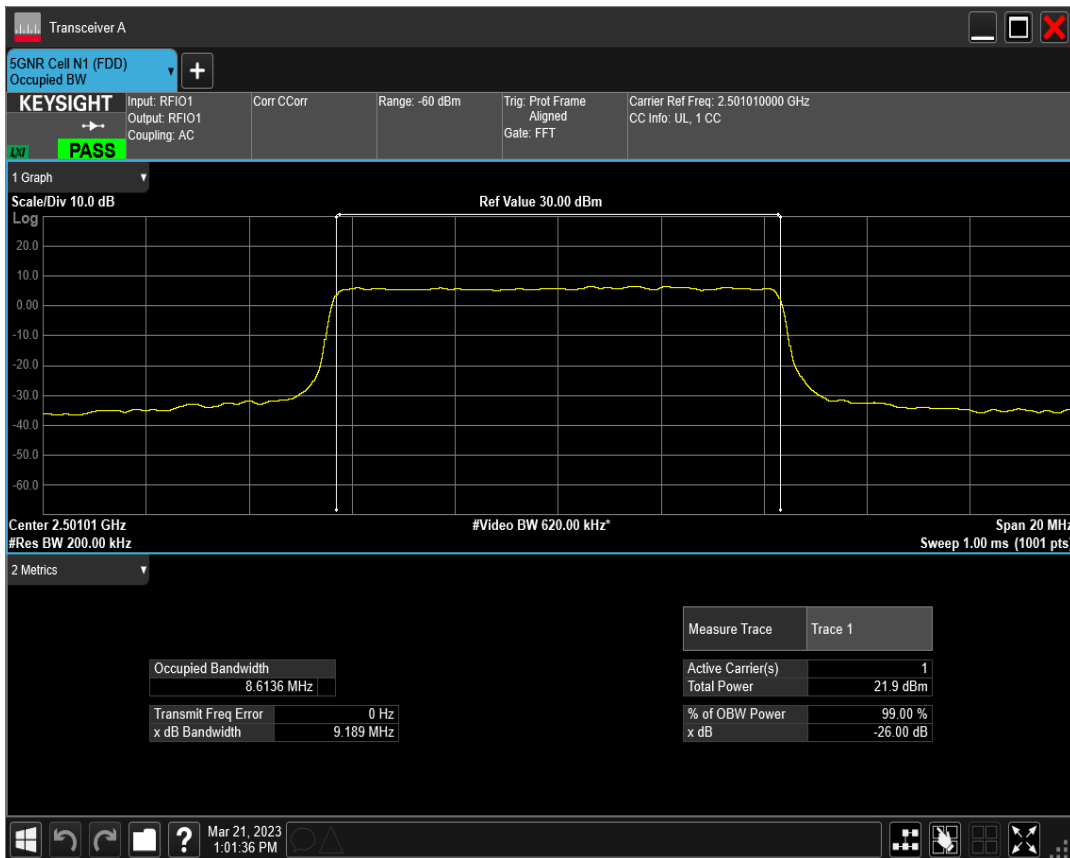 Transceiver A
5GNR Cell N1 (FDD)
Occupied BW
+
KEYSIGHT
LXI
PASS
Input: RFIO1
Output: RFIO1
Coupling: AC
Corr CCorr
Range: -60 dBm
Trig: Prot Frame
Aligned
Gate: FFT
Carrier Ref Freq: 2.501010000 GHz
CC Info: UL, 1 CC
1 Graph
Scale/Div 10.0 dB
Ref Value 30.00 dBm
Log
20.0
10.0
0.00
-10.0
-20.0
-30.0
-40.0
-50.0
-60.0
Center 2.50101 GHz
#Video BW 620.00 kHz*
Span 20 MHz
#Res BW 200.00 kHz
Sweep 1.00 ms (1001 pts)
2 Metrics
Measure Trace Trace 1
Occupied Bandwidth
8.6136 MHz
Active Carrier(s) 1
Total Power 21.9 dBm
Transmit Freq Error 0 Hz
x dB Bandwidth 9.189 MHz
% of OBW Power 99.00 %
x dB -26.00 dB
?
Mar 21, 2023
1:01:36 PM